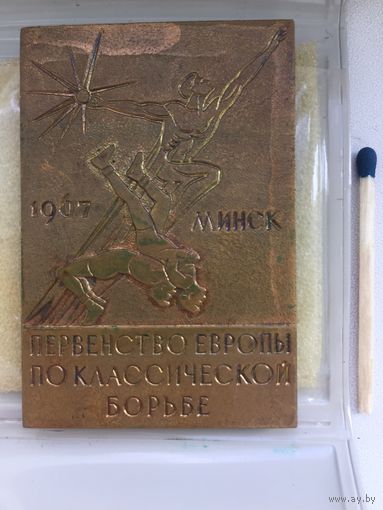 1967 МИНСК
ПЕРВЕНСТВО ЕВРОПЫ
ПО КЛАССИЧЕСКОЙ
БОРЬБЕ
www.ay.by